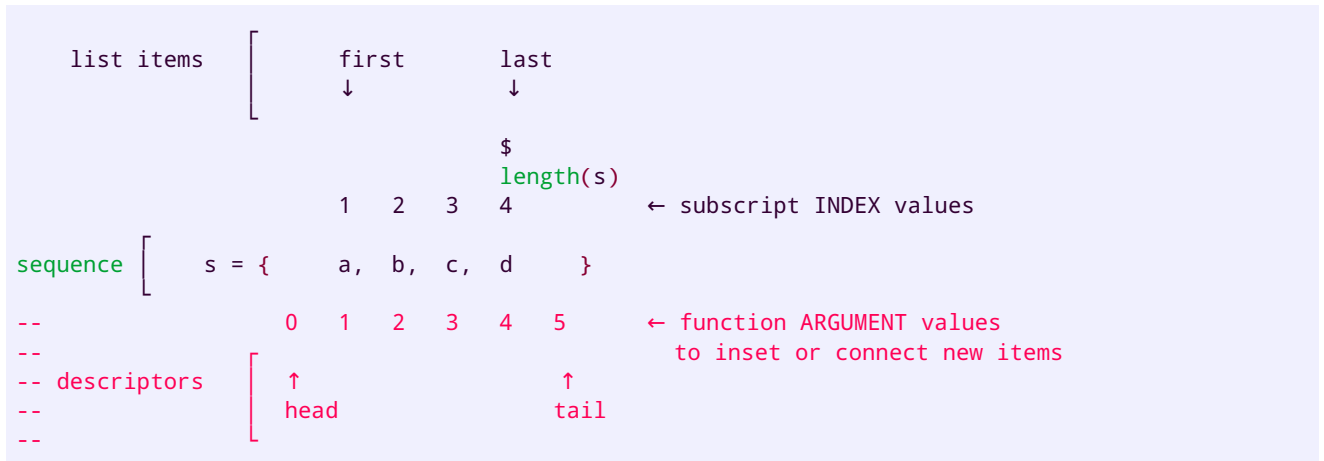 list items first last
↓ ↓
$
length(s)
1 2 3 4 ← subscript INDEX values
sequence s = { a, b, c, d }
-- 0 1 2 3 4 5 ← function ARGUMENT values
-- to inset or connect new items
-- descriptors ↑ ↑
-- head tail
--